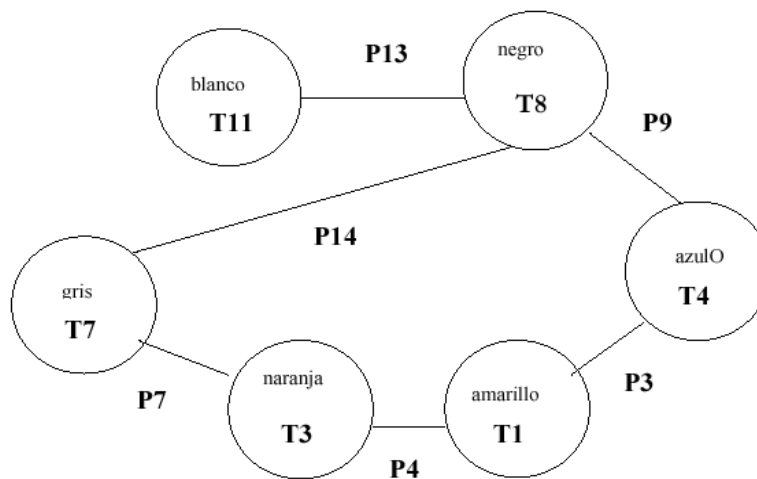 P13
negro
blanco
T8
T11
P9
P14
azulO
gris
T4
T7
naranja
P3
amarillo
P7
T3
T1
P4